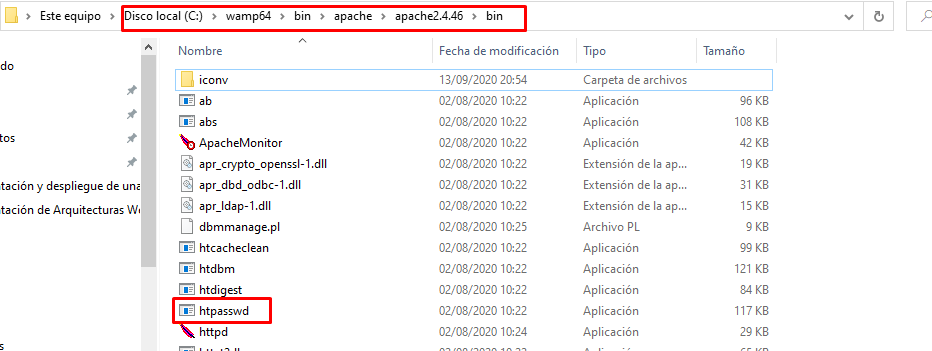 Este equipo > Disco local (C:) > wamp64 > bin > apache > apache2.4.46 > bin
Nombre Fecha de modificación Tipo Tamaño
do
tos
ntación y despliegue de una
ntación de Arquitecturas We
s
iconv 13/09/2020 20:54 Carpeta de archivos
ab 02/08/2020 10:22 Aplicación 96 KB
abs 02/08/2020 10:22 Aplicación 108 KB
ApacheMonitor 02/08/2020 10:22 Aplicación 42 KB
apr_crypto_openssl-1.dll 02/08/2020 10:22 Extensión de la ap... 19 KB
apr_dbd_odbc-1.dll 02/08/2020 10:22 Extensión de la ap... 31 KB
apr_ldap-1.dll 02/08/2020 10:22 Extensión de la ap... 15 KB
dbmmanage.pl 02/08/2020 10:25 Archivo PL 9 KB
htcacheclean 02/08/2020 10:22 Aplicación 99 KB
htdbm 02/08/2020 10:22 Aplicación 121 KB
htdigest 02/08/2020 10:22 Aplicación 84 KB
htpasswd 02/08/2020 10:22 Aplicación 117 KB
httpd 02/08/2020 10:24 Aplicación 29 KB